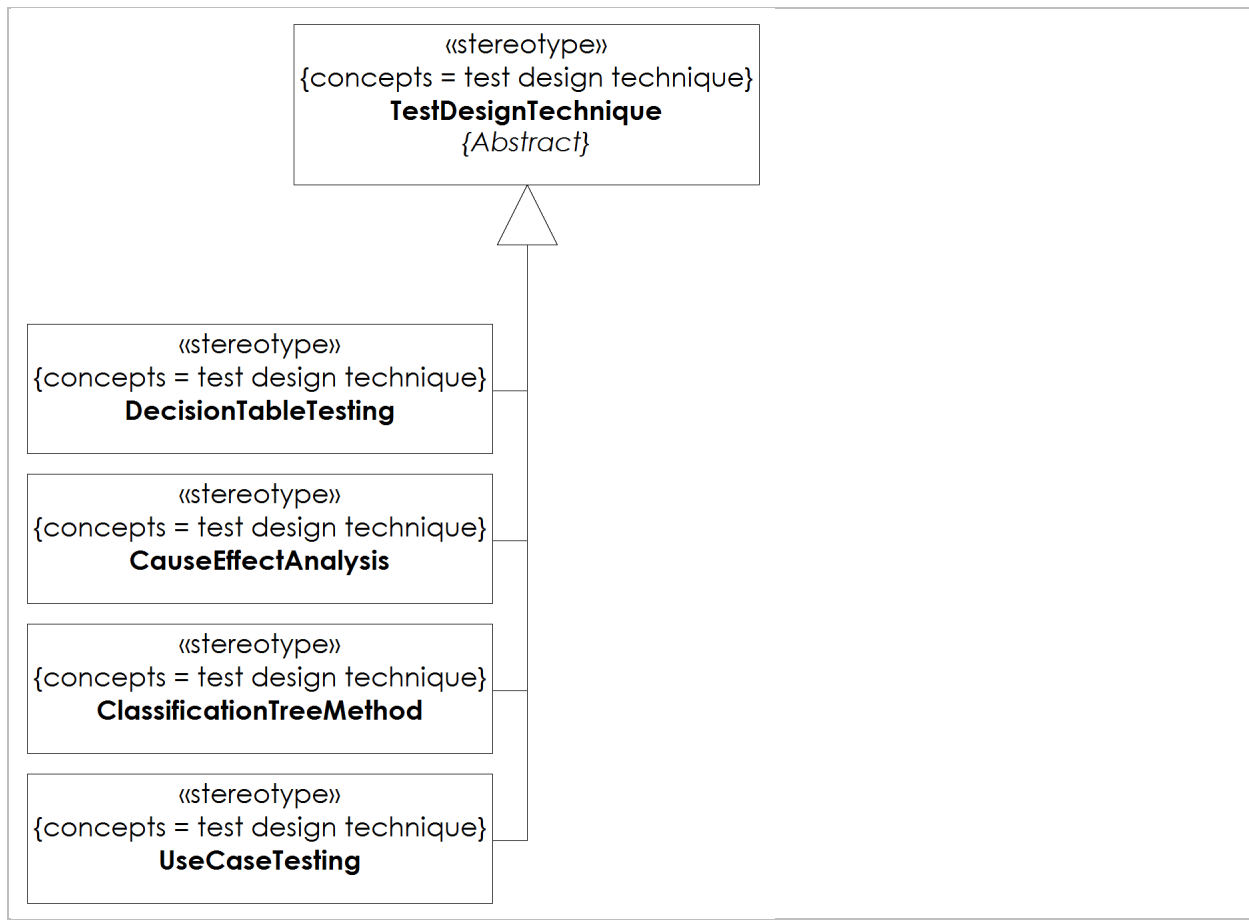 «stereotype»
{concepts = test design technique}
TestDesignTechnique
{Abstract}
«stereotype»
{concepts = test design technique}
DecisionTableTesting
«stereotype»
{concepts = test design technique}
CauseEffectAnalysis
«stereotype»
{concepts = test design technique}
ClassificationTreeMethod
«stereotype»
{concepts = test design technique}
UseCaseTesting